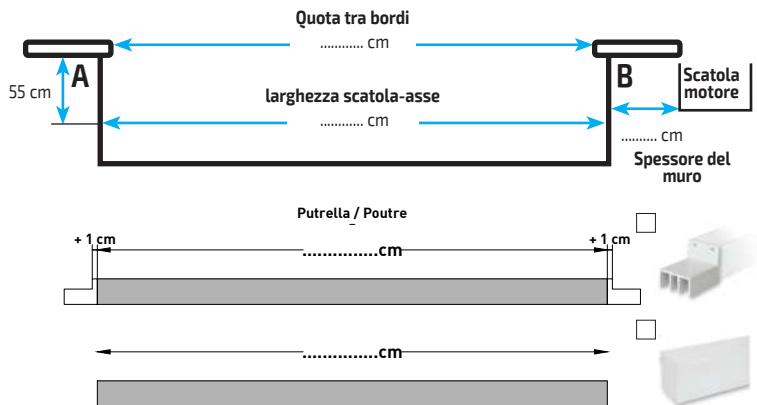 Quota tra bordi
............ cm
A
B
55 cm
Scatola
motore
larghezza scatola-asse
............ cm
.......... cm
Spessore del
muro
Putrella / Poutre
+ 1 cm
+ 1 cm
...............cm
...............cm